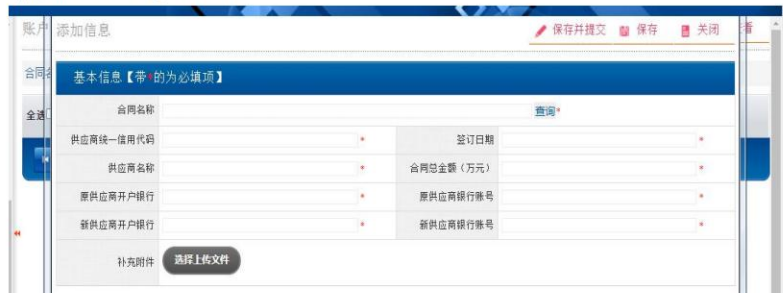 账户 添加信息 保存并提交 保存 关闭 看
合同名
基本信息【带*的为必填项】
全选
合同名称 查询*
供应商统一信用代码 * 签订日期 *
供应商名称 * 合同总金额（万元） *
原供应商开户银行 * 原供应商银行账号 *
新供应商开户银行 * 新供应商银行账号 *
补充附件 选择上传文件